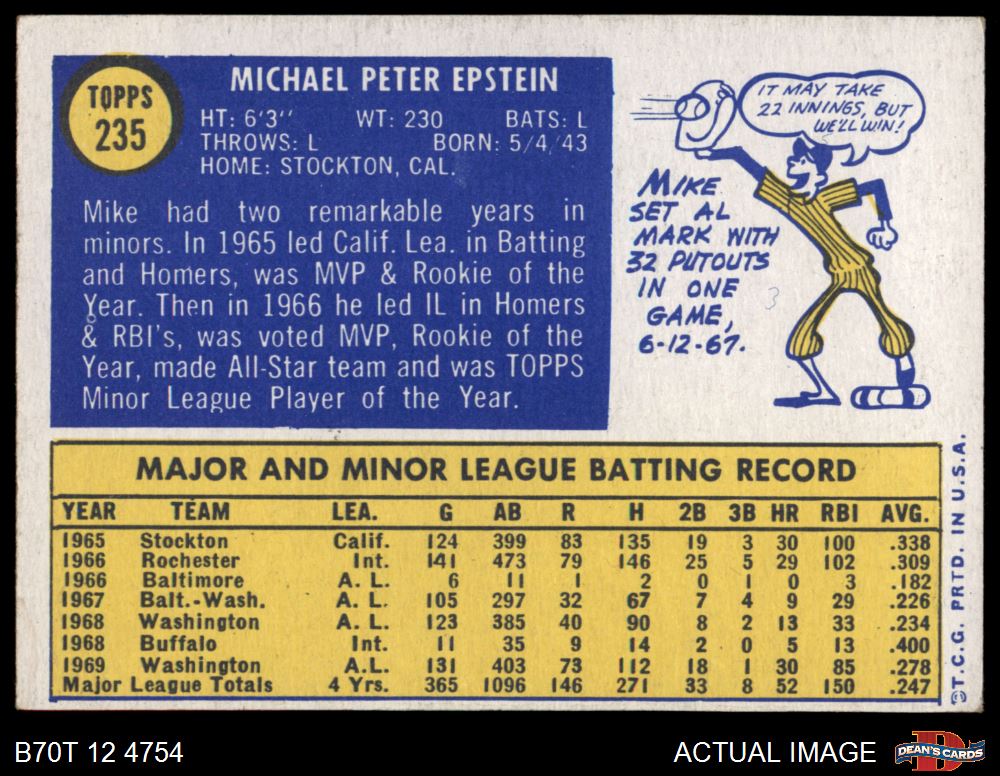 TOPPS
235
MICHAEL PETER EPSTEIN
HT: 6'3" WT: 230 BATS: L
THROWS: L BORN: 5/4/43
HOME: STOCKTON, CAL.
Mike had two remarkable years in
minors. In 1965 led Calif. Lea. in Batting
and Homers, was MVP & Rookie of the
Year. Then in 1966 he led IL in Homers
& RBI's, was voted MVP, Rookie of the
Year, made All-Star team and was TOPPS
Minor League Player of the Year.
IT MAY TAKE
22 INNINGS, BUT
WE'LL WIN!
MIKE
SET AL
MARK WITH
32 PUTOUTS
IN ONE
GAME,
6-12-67.
3
MAJOR AND MINOR LEAGUE BATTING RECORD
YEAR TEAM LEA. G AB R H 2B 3B HR RBI AVG.
1965 Stockton Calif. 124 399 83 135 19 3 30 100 .338
1966 Rochester Int. 141 473 79 146 25 5 29 102 .309
1966 Baltimore A. L. 6 11 1 2 0 1 0 3 .182
1967 Balt.-Wash. A. L. 105 297 32 67 7 4 9 29 .226
1968 Washington A. L. 123 385 40 90 8 2 13 33 .234
1968 Buffalo Int. 11 35 9 14 2 0 5 13 .400
1969 Washington A.L. 131 403 73 112 18 1 30 85 .278
Major League Totals 4 Yrs. 365 1096 146 271 33 8 52 150 .247
©T.C.G. PRTD. IN U.S.A.
B70T 12 4754
ACTUAL IMAGE
D
DEAN'S CARDS